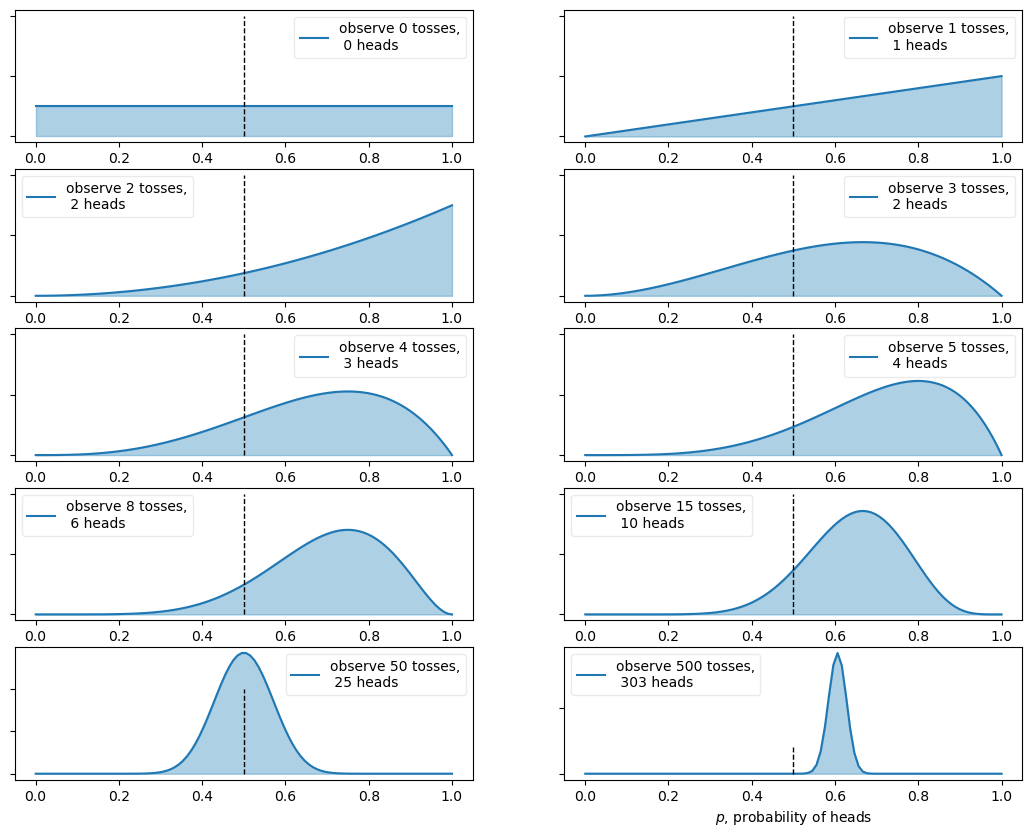 observe 0 tosses,
0 heads
0.0 0.2 0.4 0.6 0.8 1.0
observe 1 tosses,
1 heads
0.0 0.2 0.4 0.6 0.8 1.0
observe 2 tosses,
2 heads
0.0 0.2 0.4 0.6 0.8 1.0
observe 3 tosses,
2 heads
0.0 0.2 0.4 0.6 0.8 1.0
observe 4 tosses,
3 heads
0.0 0.2 0.4 0.6 0.8 1.0
observe 5 tosses,
4 heads
0.0 0.2 0.4 0.6 0.8 1.0
observe 8 tosses,
6 heads
0.0 0.2 0.4 0.6 0.8 1.0
observe 15 tosses,
10 heads
0.0 0.2 0.4 0.6 0.8 1.0
observe 50 tosses,
25 heads
0.0 0.2 0.4 0.6 0.8 1.0
observe 500 tosses,
303 heads
0.0 0.2 0.4 0.6 0.8 1.0
p, probability of heads